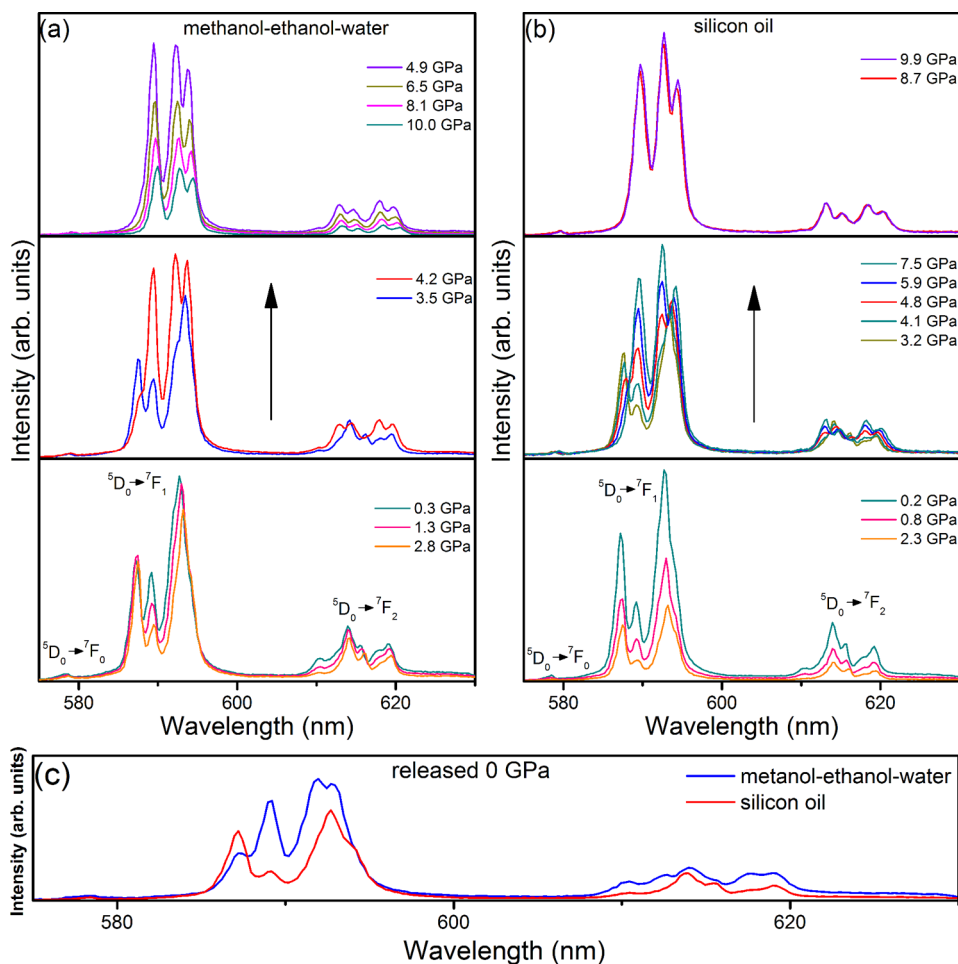 (a)
methanol-ethanol-water
4.9 GPa
6.5 GPa
8.1 GPa
10.0 GPa
4.2 GPa
3.5 GPa
⁵D₀→⁷F₁
0.3 GPa
1.3 GPa
2.8 GPa
⁵D₀→⁷F₂
⁵D₀→⁷F₀
Intensity (arb. units)
580 600 620
Wavelength (nm)
(b)
silicon oil
9.9 GPa
8.7 GPa
7.5 GPa
5.9 GPa
4.8 GPa
4.1 GPa
3.2 GPa
⁵D₀→⁷F₁
0.2 GPa
0.8 GPa
2.3 GPa
⁵D₀→⁷F₂
⁵D₀→⁷F₀
Intensity (arb. units)
580 600 620
Wavelength (nm)
(c)
released 0 GPa
metanol-ethanol-water
silicon oil
Intensity (arb. units)
580 600 620
Wavelength (nm)